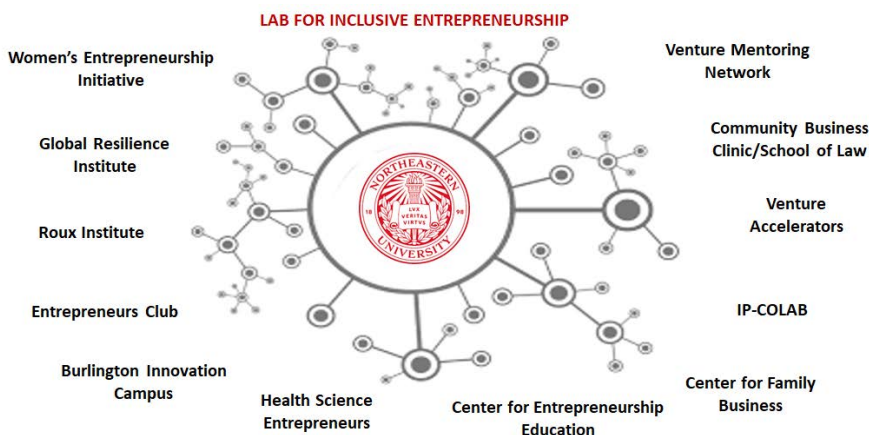 LAB FOR INCLUSIVE ENTREPRENEURSHIP
Women's Entrepreneurship
Initiative
Venture Mentoring
Network
Global Resilience
Institute
Community Business
Clinic/School of Law
NORTHEASTERN
UNIVERSITY
LVX
VERITAS
VIRTVS
18
98
Roux Institute
Venture
Accelerators
Entrepreneurs Club
IP-COLAB
Burlington Innovation
Campus
Health Science
Entrepreneurs
Center for Entrepreneurship
Education
Center for Family
Business